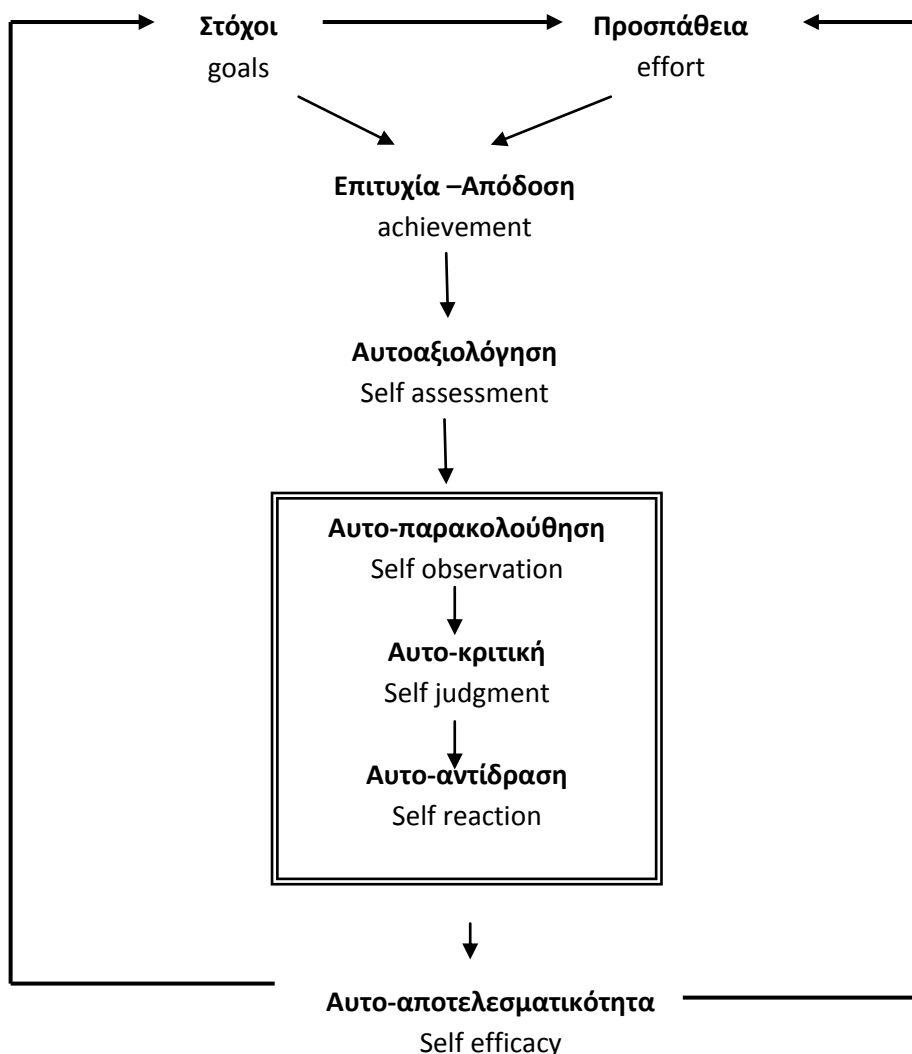 Στόχοι
goals
Προσπάθεια
effort
Επιτυχία –Απόδοση
achievement
Αυτοαξιολόγηση
Self assessment
Αυτο-παρακολούθηση
Self observation
Αυτο-κριτική
Self judgment
Αυτο-αντίδραση
Self reaction
Αυτο-αποτελεσματικότητα
Self efficacy